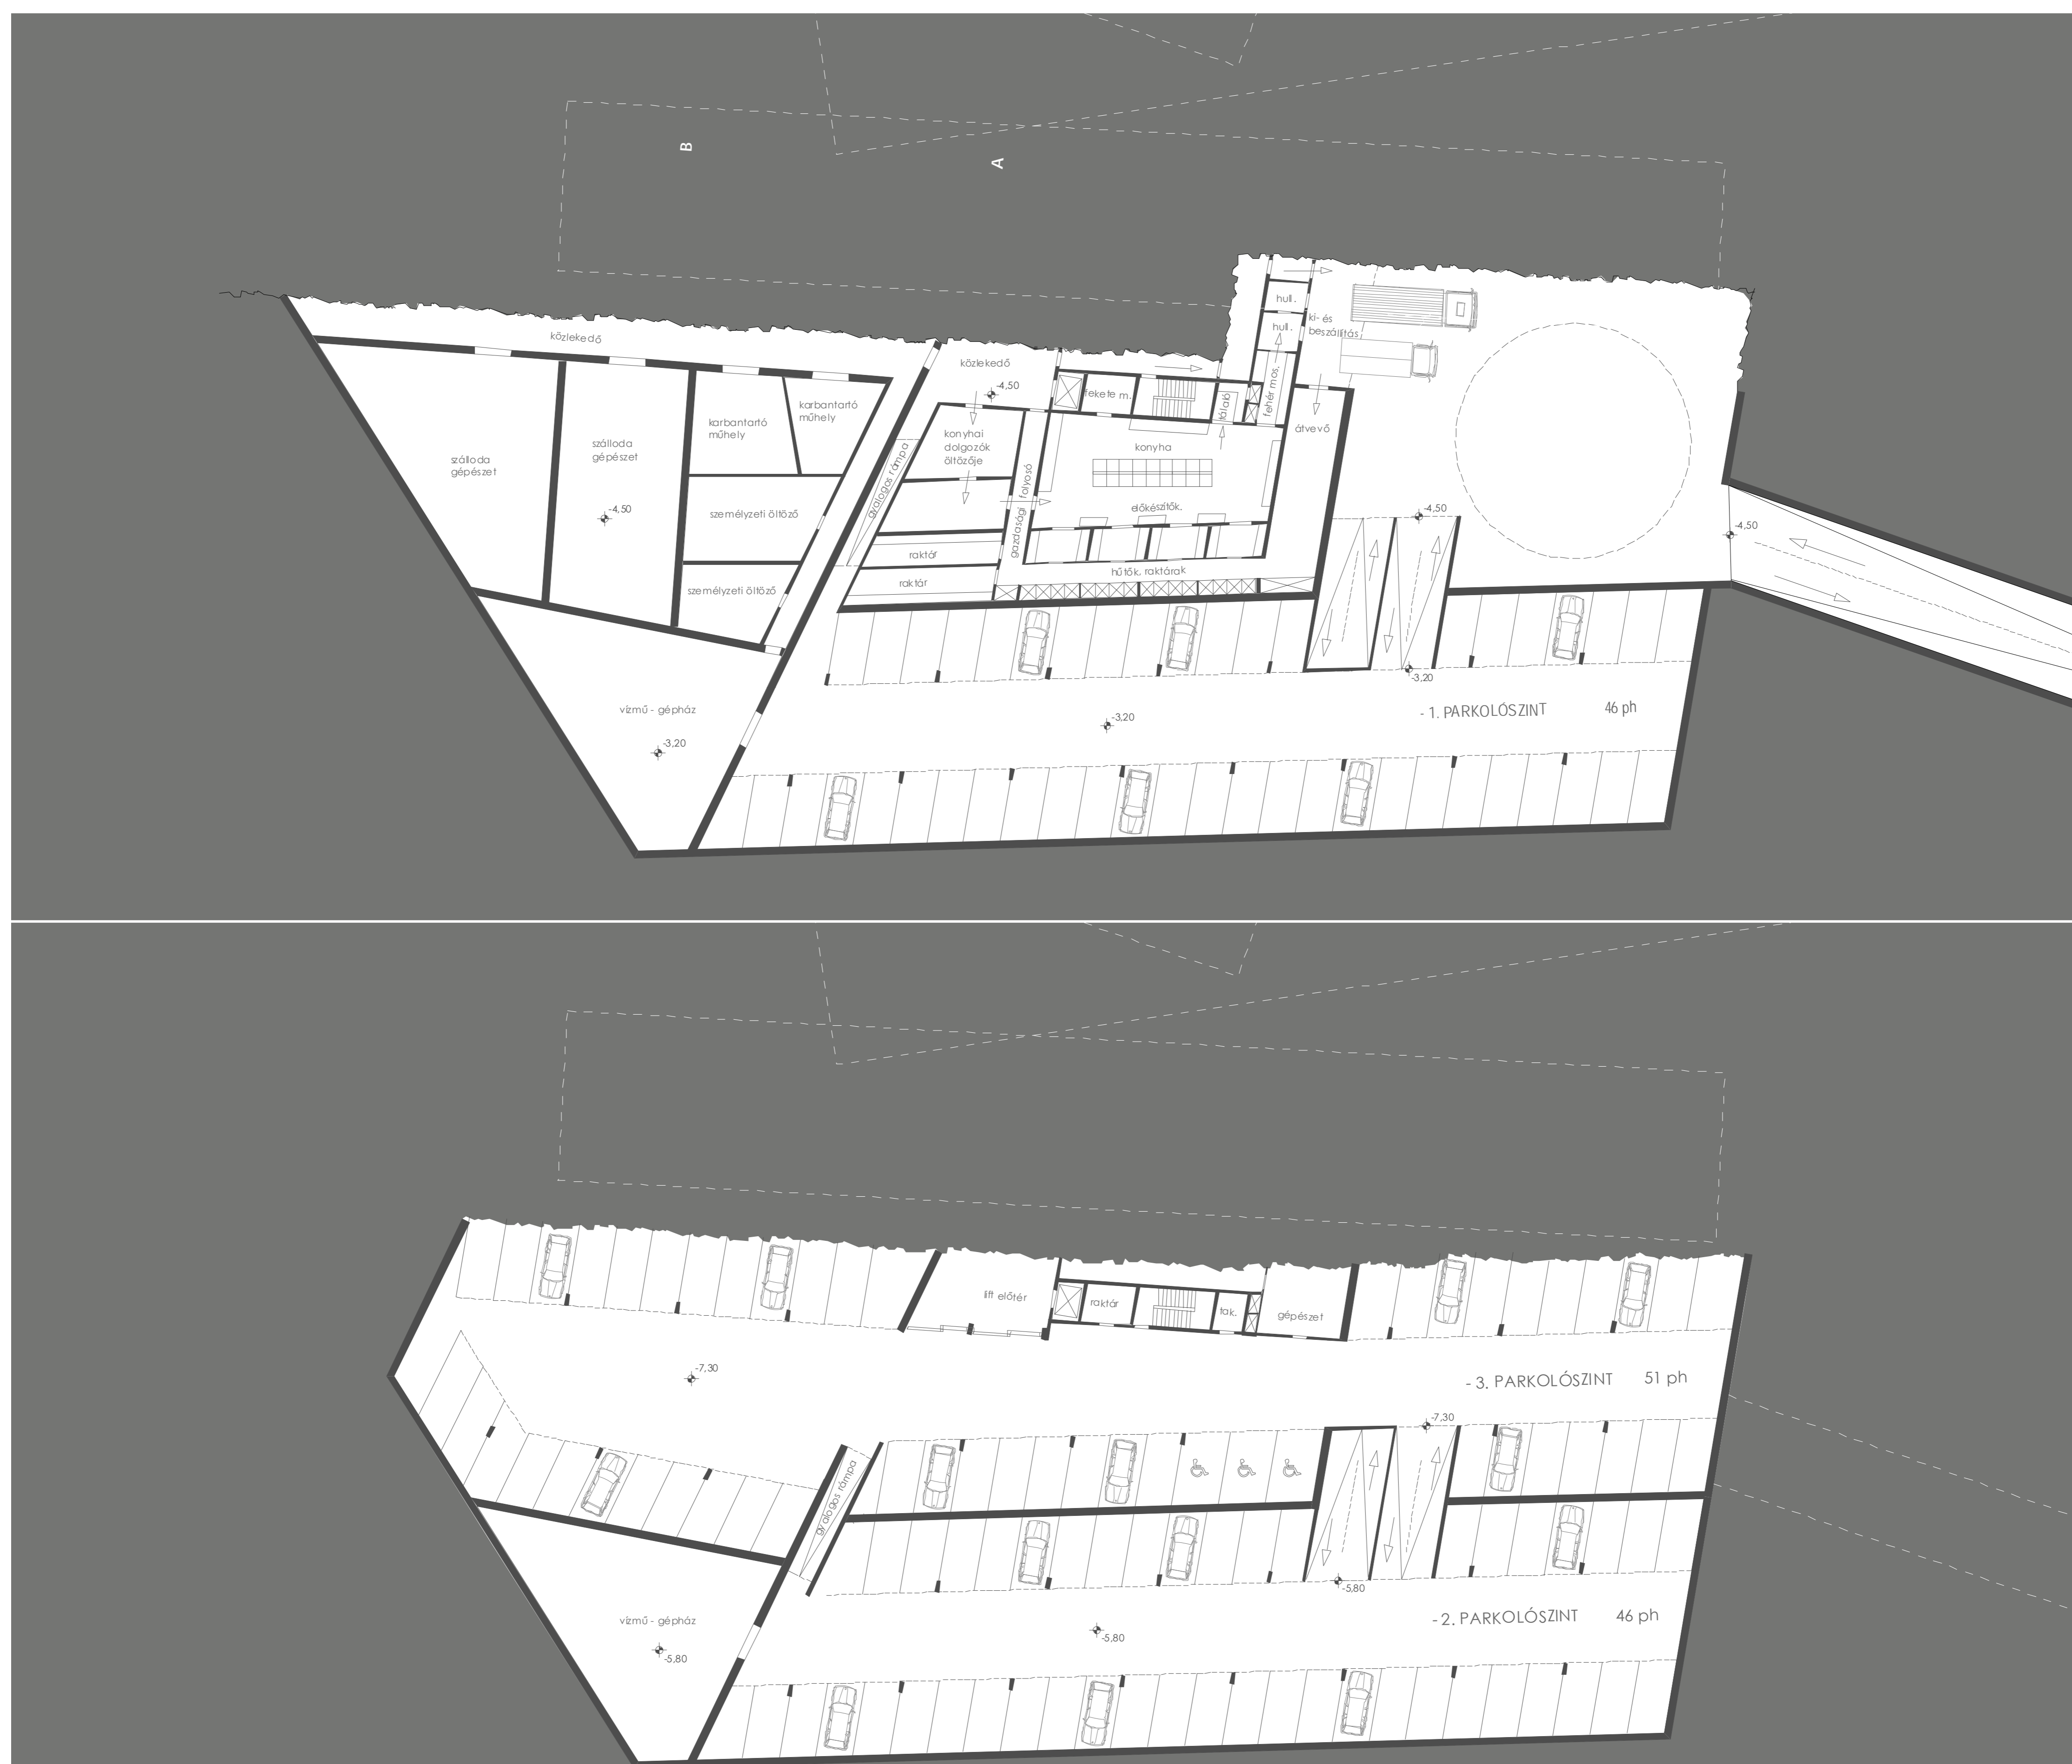 B
A
közlekedő
közlekedő
-4,50
fekete m.
tálaló
fehér mos.
hull.
hull.
ki- és
beszállítás
átvevő
szálloda
gépészet
szálloda
gépészet
-4,50
karbantartó
műhely
karbantartó
műhely
személyzeti öltöző
személyzeti öltöző
gyalogos rámpa
konyhai
dolgozók
öltözője
gazdasági folyosó
konyha
előkészítők.
raktár
raktár
hűtők, raktárak
-4,50
-4,50
-3,20
vízmű - gépház
-3,20
-3,20
- 1. PARKOLÓSZINT 46 ph
lift előtér
raktár
tak.
gépészet
-7,30
- 3. PARKOLÓSZINT 51 ph
-7,30
gyalogos rámpa
-5,80
vízmű - gépház
-5,80
-5,80
- 2. PARKOLÓSZINT 46 ph